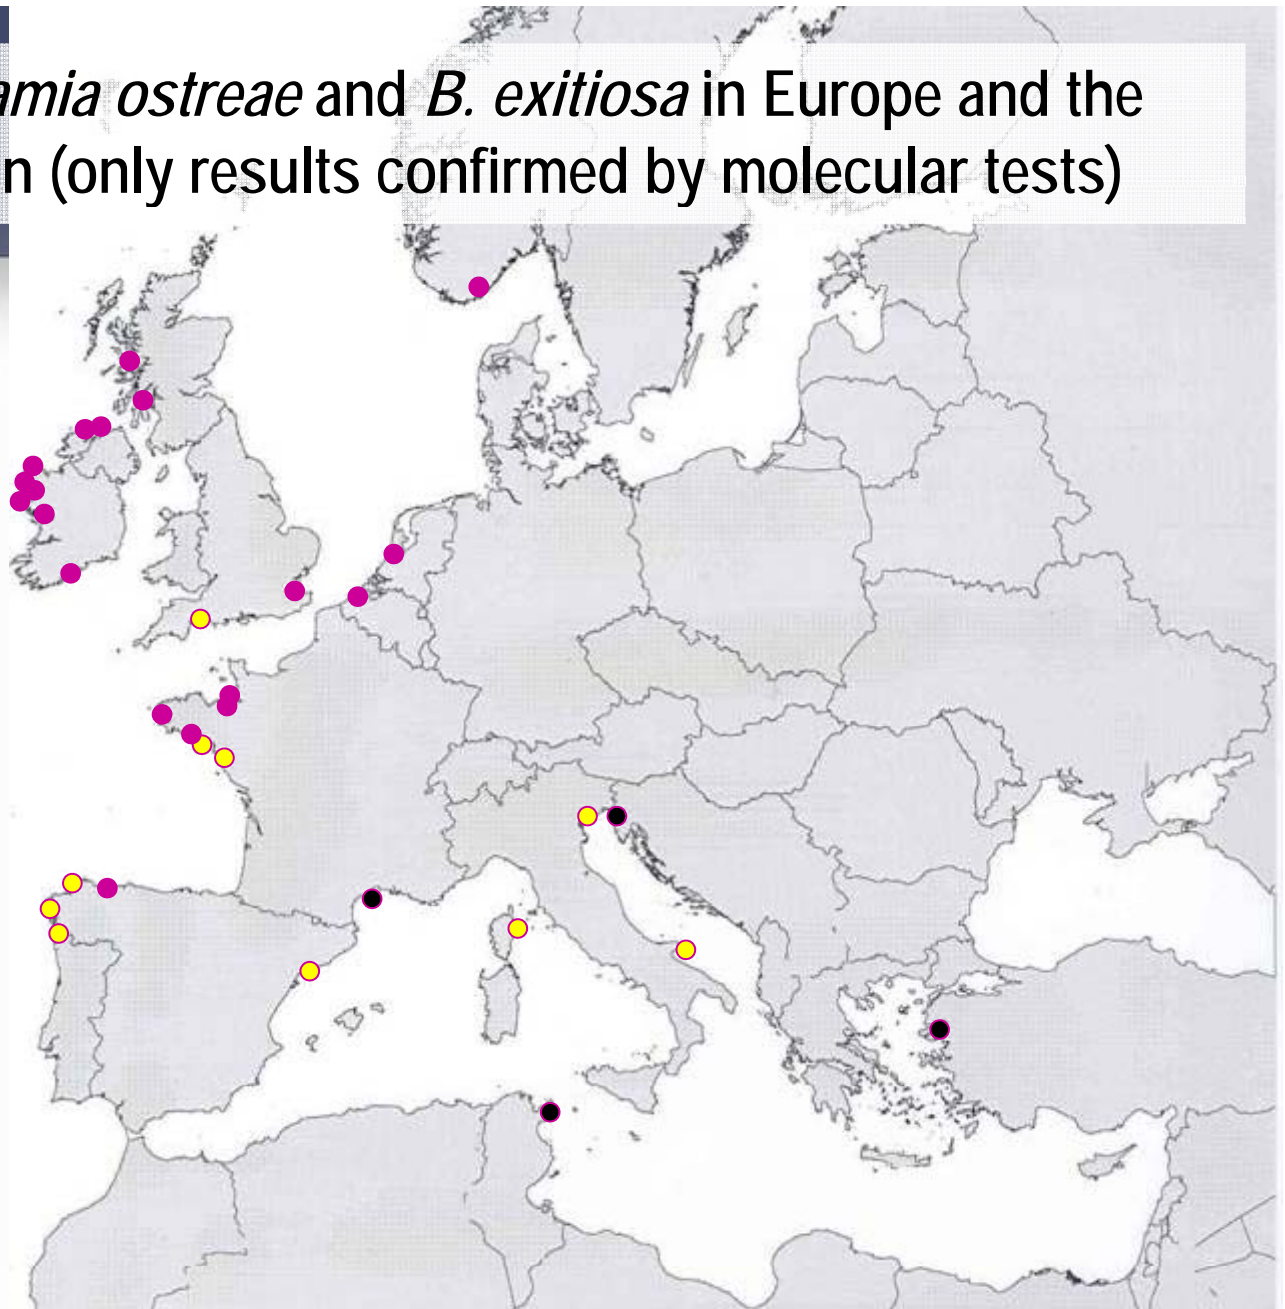 amia ostreae and B. exitiosa in Europe and the
n (only results confirmed by molecular tests)